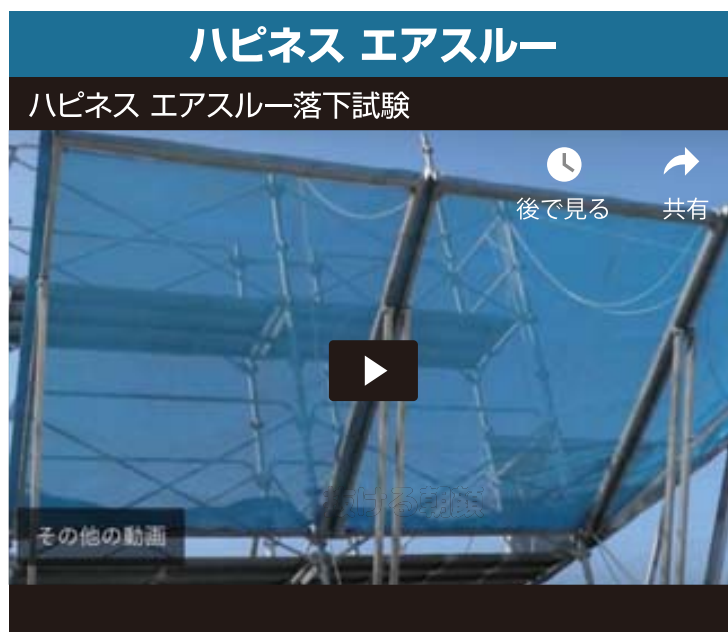 ハピネス エアスルー
ハピネス エアスルー落下試験
後で見る
共有
その他の動画